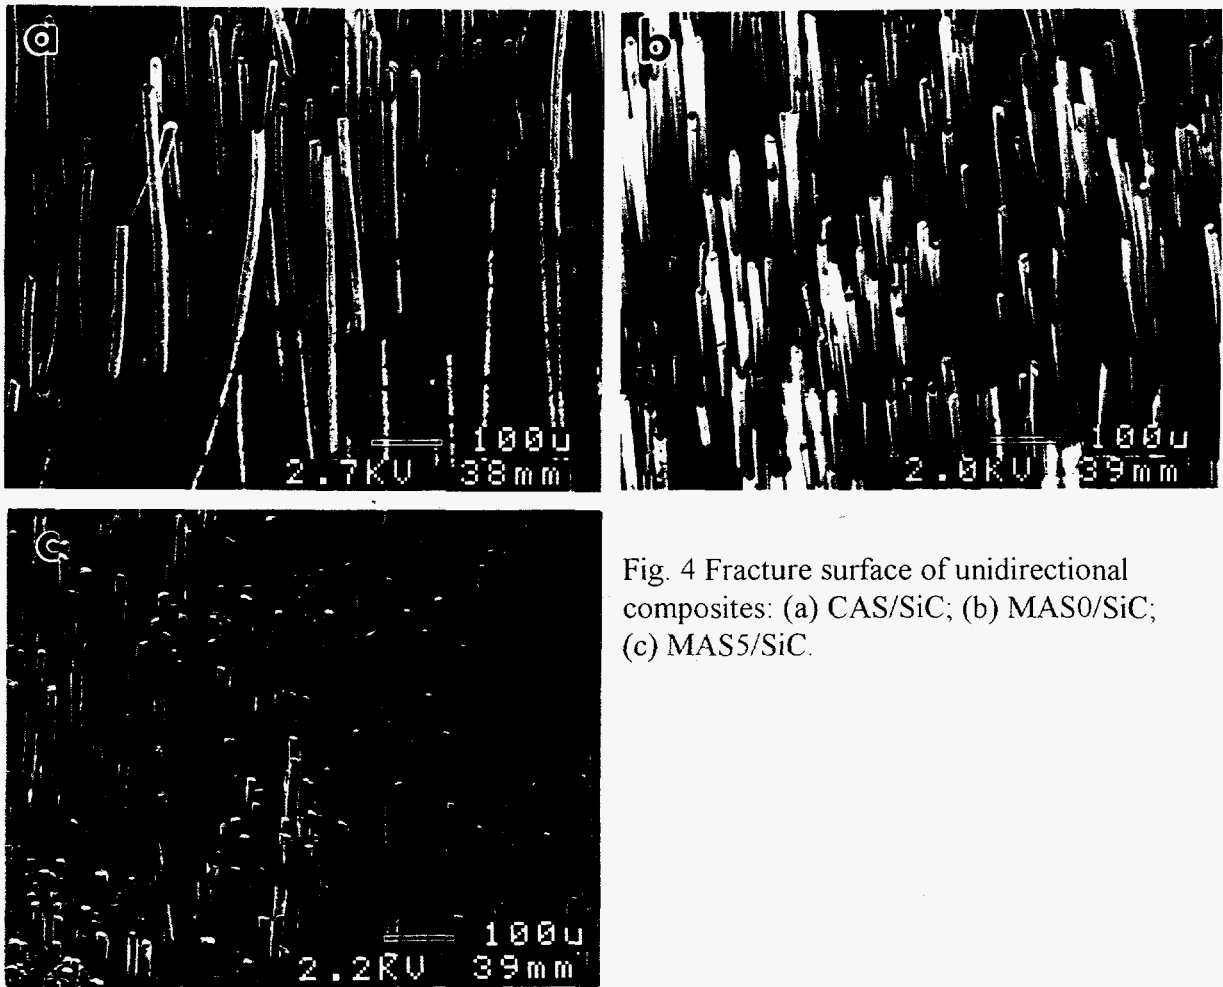 a
100u
2.7KV 38mm
b
100u
2.0KV 39mm
c
100u
2.2KV 39mm
Fig. 4 Fracture surface of unidirectional
composites: (a) CAS/SiC; (b) MAS0/SiC;
(c) MAS5/SiC.